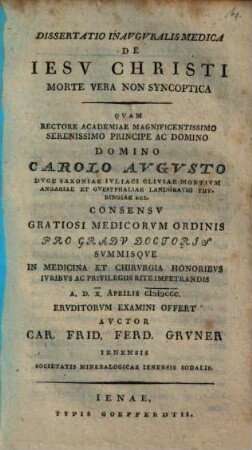 DISSERTATIO INAVGVRALIS MEDICA
DE
IESV CHRISTI
MORTE VERA NON SYNCOPTICA
QVAM
RECTORE ACADEMIAE MAGNIFICENTISSIMO
SERENISSIMO PRINCIPE AC DOMINO
DOMINO
CAROLO AVGVSTO
DVCE SAXONIAE IVLIACI CLIVIAE MONTIVM
ANGARIAE ET GVESTPHALIAE LANDGRAVIO THV-
RINGIAE REL.
CONSENSV
GRATIOSI MEDICORVM ORDINIS
PRO GRADV DOCTORIS
SVMMISQVE
IN MEDICINA ET CHIRVRGIA HONORIBVS
IVRIBVS AC PRIVILEGIIS RITE IMPETRANDIS
A. D. X. APRILIS CIↃIↃCCC.
ERVDITORVM EXAMINI OFFERT
AVCTOR
CAR. FRID. FERD. GRVNER
IENENSIS
SOCIETATIS MINERALOGICAE IENENSIS SODALIS.
IENAE,
TYPIS GOEPFERDTII.